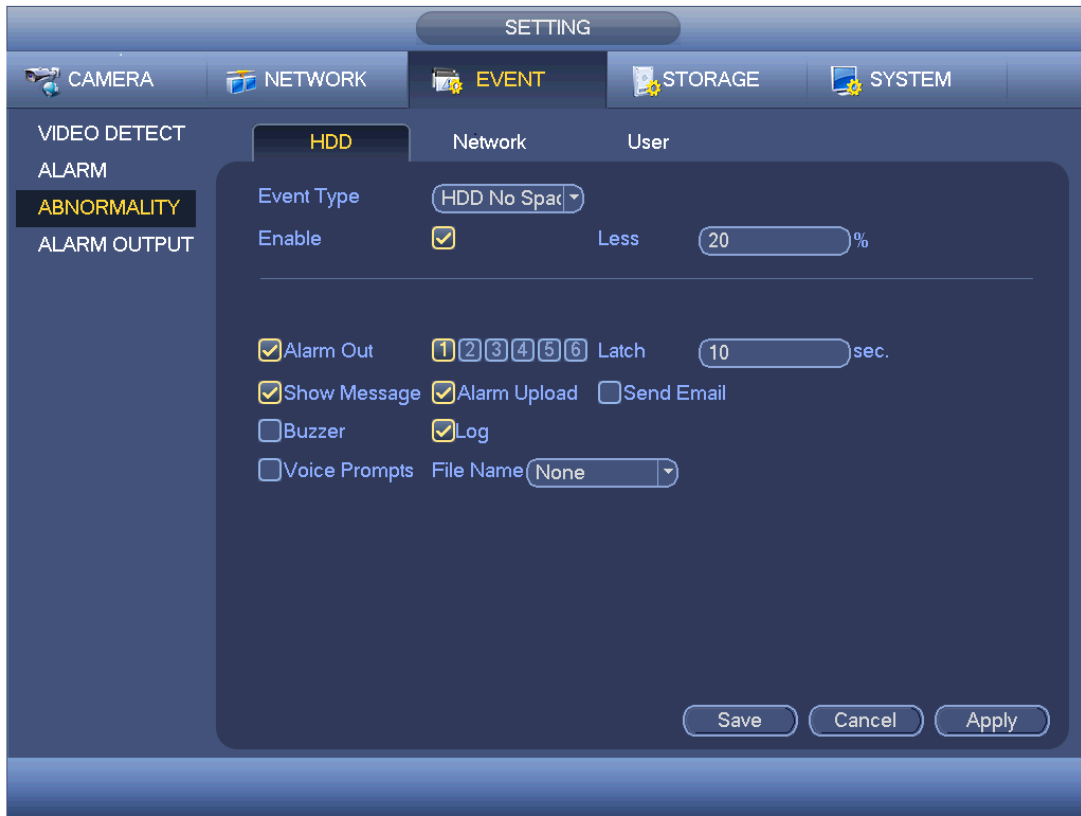 SETTING
CAMERA NETWORK EVENT STORAGE SYSTEM
VIDEO DETECT
ALARM
ABNORMALITY
ALARM OUTPUT
HDD Network User
Event Type HDD No Spac
Enable Less 20 %
Alarm Out 1 2 3 4 5 6 Latch 10 sec.
Show Message Alarm Upload Send Email
Buzzer Log
Voice Prompts File Name None
Save Cancel Apply